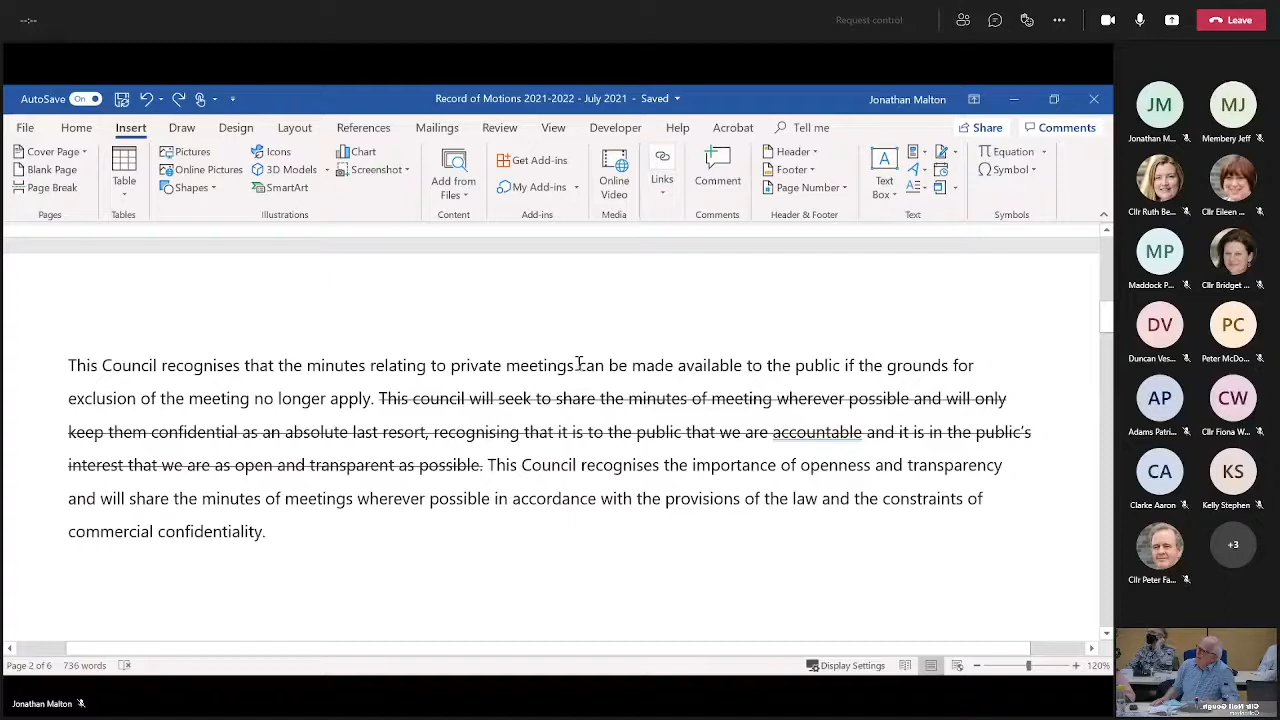 --:--
Request control
Leave
AutoSave On
Record of Motions 2021-2022 - July 2021 - Saved
Jonathan Malton
File Home Insert Draw Design Layout References Mailings Review View Developer Help Acrobat Tell me Share Comments
Cover Page
Blank Page
Page Break
Pages
Table
Tables
Pictures
Online Pictures
Shapes
Icons
3D Models
SmartArt
Chart
Screenshot
Illustrations
Add from
Files
Content
Get Add-ins
My Add-ins
Add-ins
Online
Video
Media
Links
Comment
Comments
Header
Footer
Page Number
Header & Footer
Text
Box
Text
Equation
Symbol
Symbols
This Council recognises that the minutes relating to private meetings can be made available to the public if the grounds for
exclusion of the meeting no longer apply. This council will seek to share the minutes of meeting wherever possible and will only
keep them confidential as an absolute last resort, recognising that it is to the public that we are accountable and it is in the public's
interest that we are as open and transparent as possible. This Council recognises the importance of openness and transparency
and will share the minutes of meetings wherever possible in accordance with the provisions of the law and the constraints of
commercial confidentiality.
Page 2 of 6 736 words
Display Settings
120%
Jonathan Malton
JM MJ
Jonathan M... Membery Jeff
Cllr Ruth Be... Cllr Eileen ...
MP
Maddock P... Cllr Bridget ...
DV PC
Duncan Ves... Peter McDo...
AP CW
Adams Patri... Cllr Fiona W...
CA KS
Clarke Aaron Kelly Stephen
+3
Cllr Peter Fa...
Cllr Neil Gough